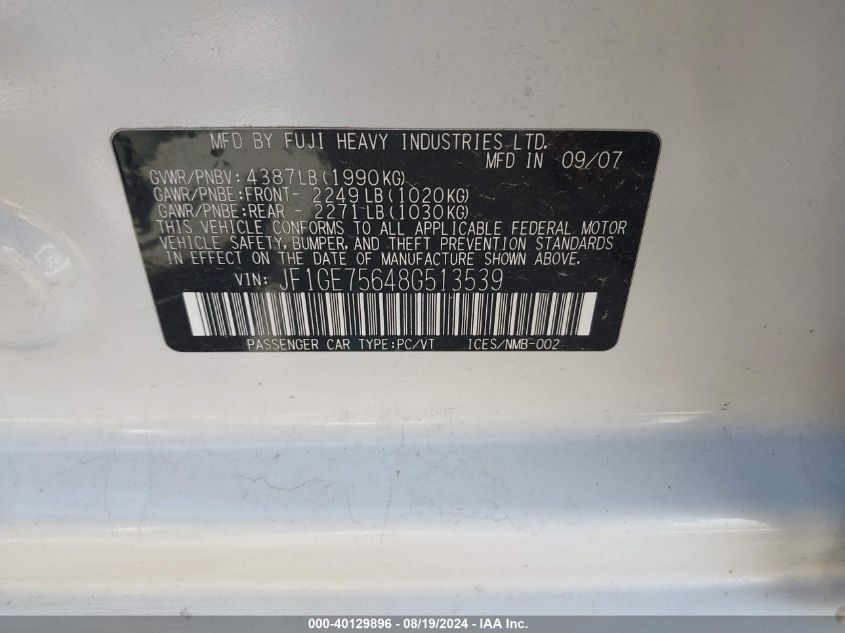 MFD BY FUJI HEAVY INDUSTRIES LTD.
MFD IN 09/07
GVWR/PNBV: 4387LB(1990KG)
GAWR/PNBE:FRONT- 2249LB(1020KG)
GAWR/PNBE:REAR - 2271LB(1030KG)
THIS VEHICLE CONFORMS TO ALL APPLICABLE FEDERAL MOTOR
VEHICLE SAFETY, BUMPER, AND THEFT PREVENTION STANDARDS
IN EFFECT ON THE DATE OF MANUFACTURE SHOWN ABOVE.
VIN: JF1GE75648G513539
PASSENGER CAR TYPE:PC/VT ICES/NMB-002
000-40129896 - 08/19/2024 - IAAI.com